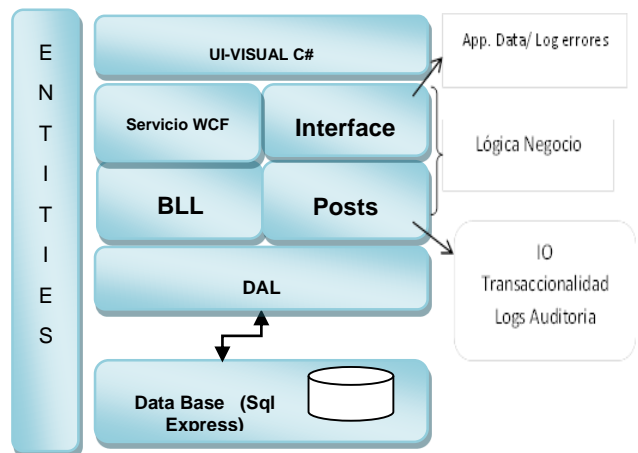 ENTITIES
UI-VISUAL C#
App. Data/ Log errores
Servicio WCF
Interface
Lógica Negocio
BLL
Posts
IO
Transaccionalidad
Logs Auditoria
DAL
Data Base (Sql
Express)